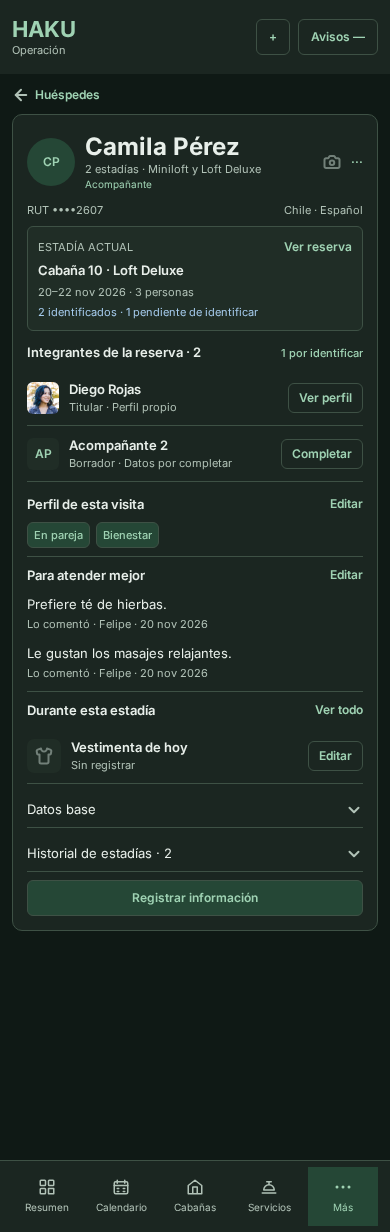 HAKU
Operación
+
Avisos —
← Huéspedes
CP
Camila Pérez
2 estadías · Miniloft y Loft Deluxe
Acompañante
...
RUT ••••2607
Chile · Español
ESTADÍA ACTUAL
Ver reserva
Cabaña 10 · Loft Deluxe
20–22 nov 2026 · 3 personas
2 identificados · 1 pendiente de identificar
Integrantes de la reserva · 2
1 por identificar
Diego Rojas
Titular · Perfil propio
Ver perfil
AP
Acompañante 2
Borrador · Datos por completar
Completar
Perfil de esta visita
Editar
En pareja
Bienestar
Para atender mejor
Editar
Prefiere té de hierbas.
Lo comentó · Felipe · 20 nov 2026
Le gustan los masajes relajantes.
Lo comentó · Felipe · 20 nov 2026
Durante esta estadía
Ver todo
Vestimenta de hoy
Sin registrar
Editar
Datos base
Historial de estadías · 2
Registrar información
Resumen
Calendario
Cabañas
Servicios
Más